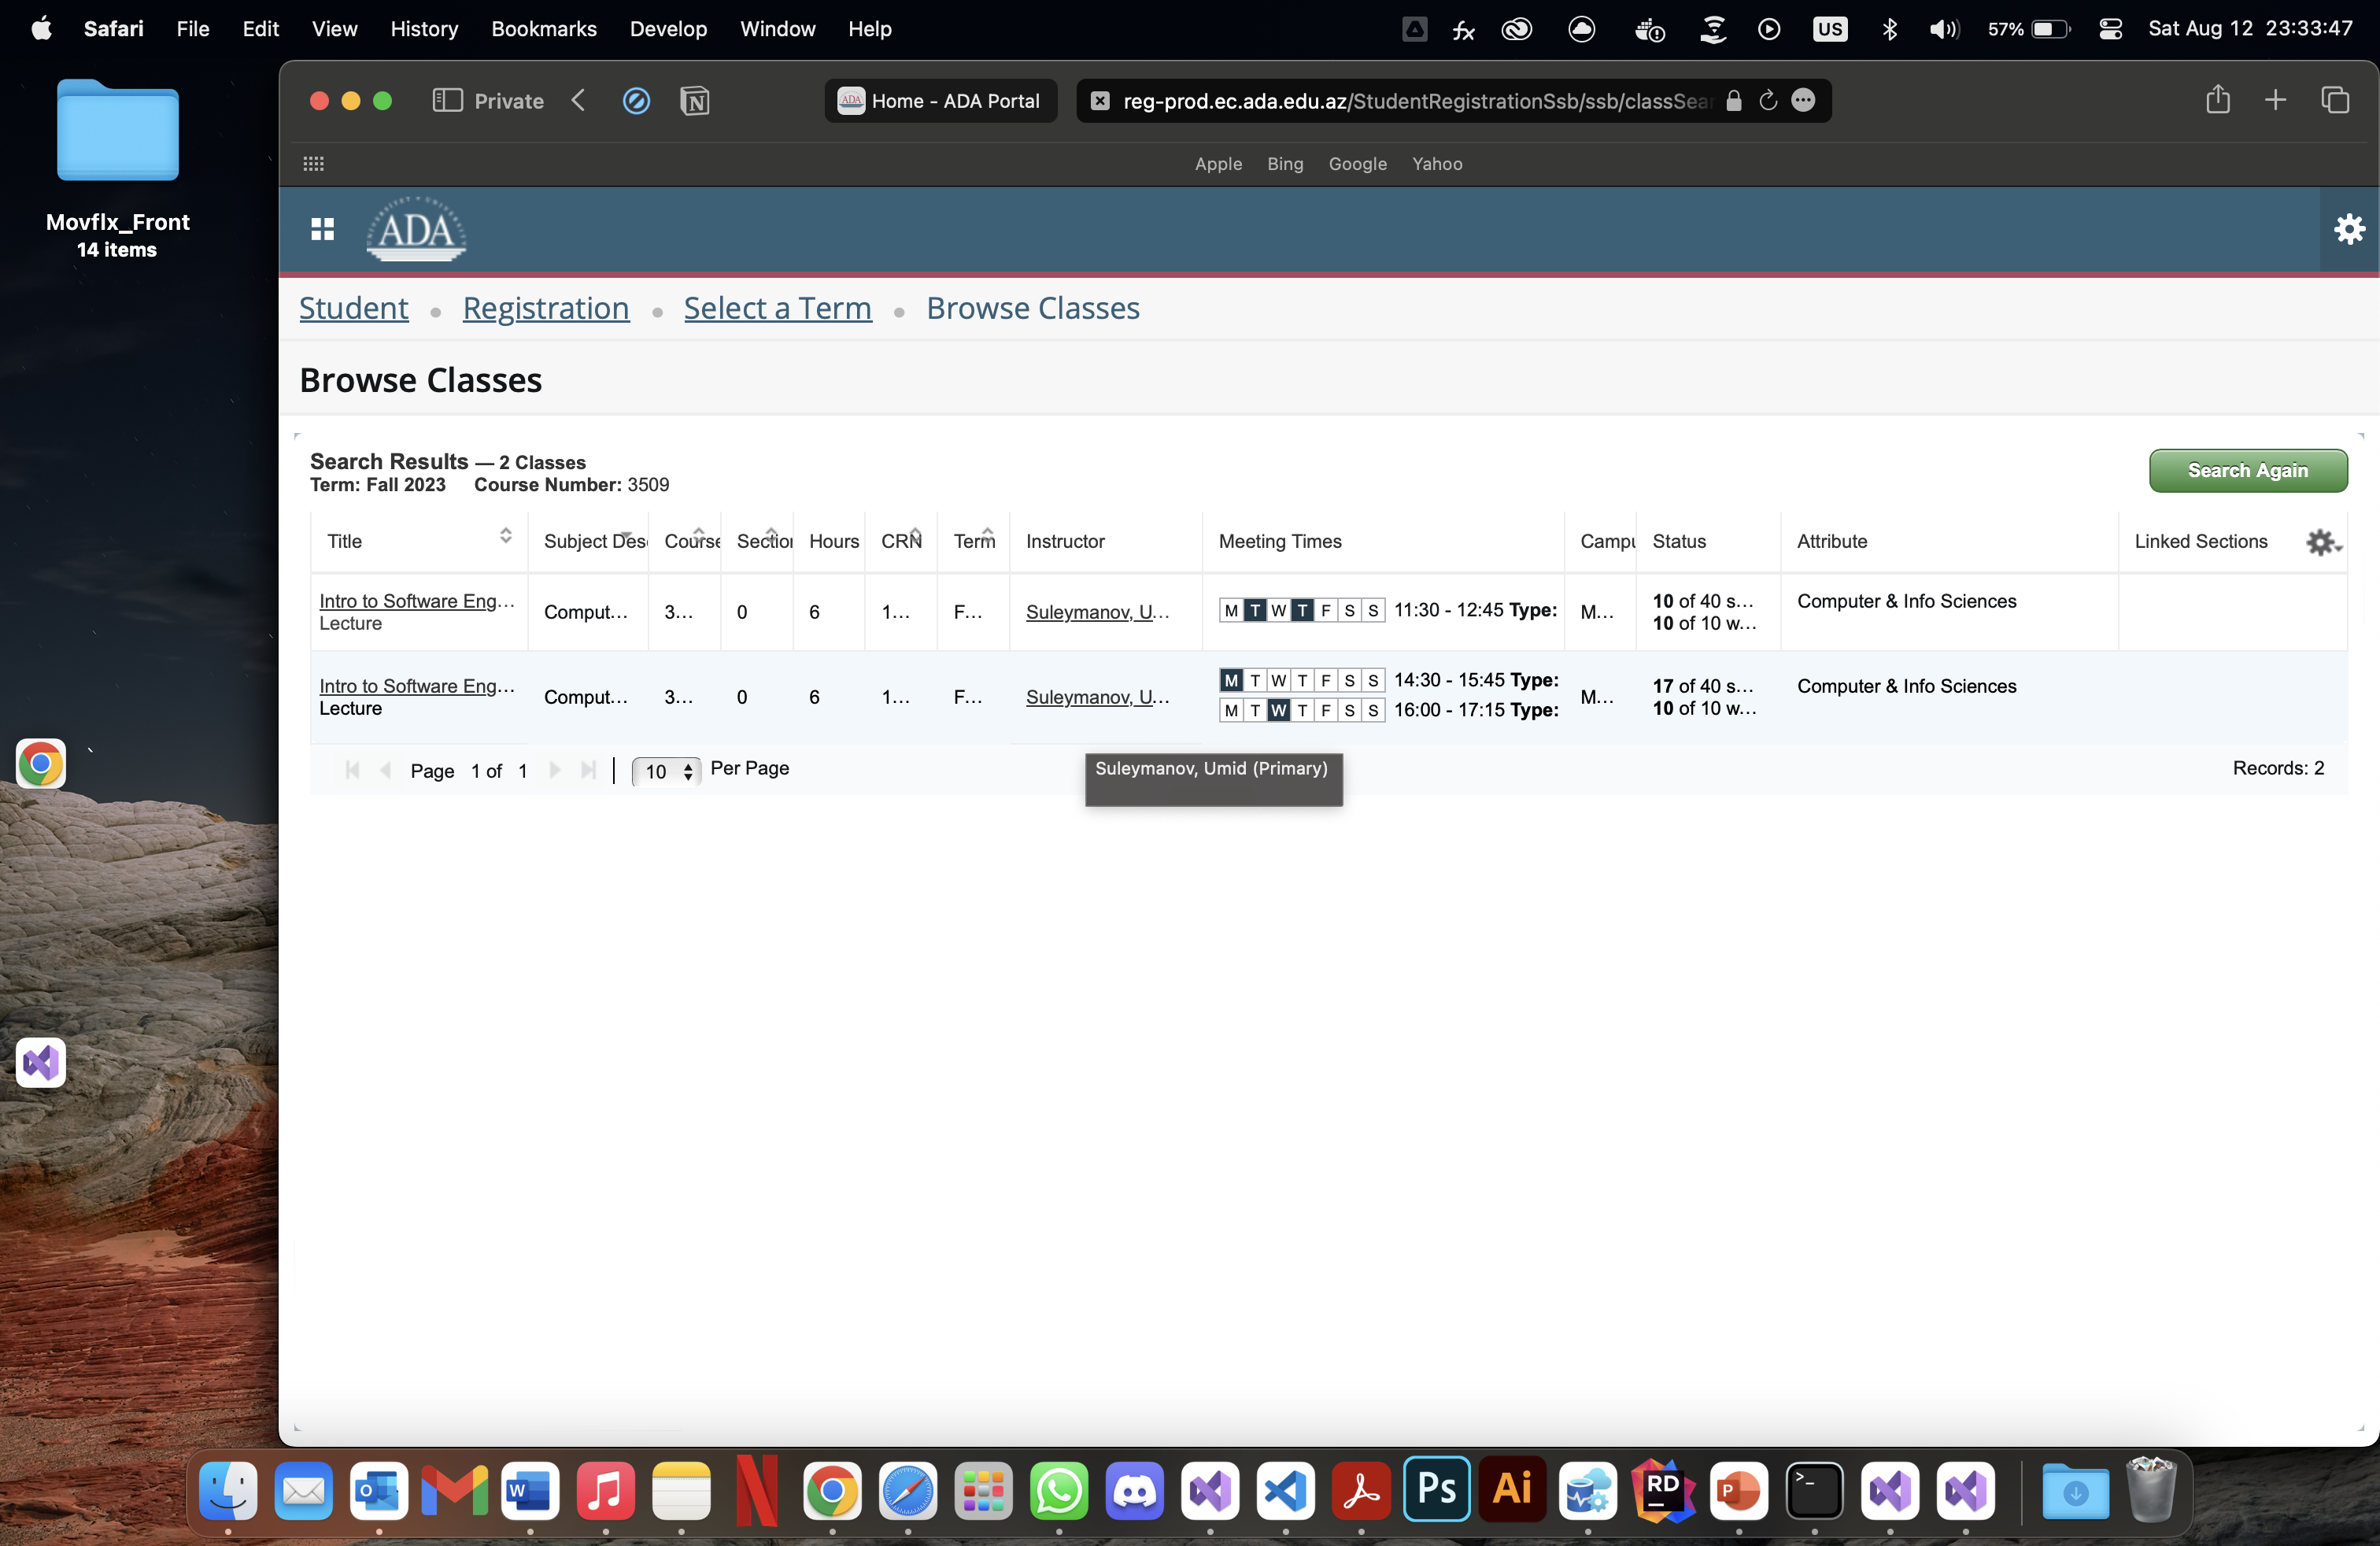 Safari File Edit View History Bookmarks Develop Window Help US 57% Sat Aug 12 23:33:47
Movflx_Front
14 items
Private ADA Home - ADA Portal reg-prod.ec.ada.edu.az/StudentRegistrationSsb/ssb/classSear
Apple Bing Google Yahoo
ADA
Student Registration Select a Term Browse Classes
Browse Classes
Search Results — 2 Classes
Term: Fall 2023 Course Number: 3509
Search Again
Title Subject Des Course Section Hours CRN Term Instructor Meeting Times Campu Status Attribute Linked Sections
Intro to Software Eng...
Lecture
Comput... 3... 0 6 1... F... Suleymanov, U... M T W T F S S 11:30 - 12:45 Type: M...
10 of 40 s...
10 of 10 w...
Computer & Info Sciences
Intro to Software Eng...
Lecture
Comput... 3... 0 6 1... F... Suleymanov, U...
M T W T F S S 14:30 - 15:45 Type:
M T W T F S S 16:00 - 17:15 Type:
M...
17 of 40 s...
10 of 10 w...
Computer & Info Sciences
Page 1 of 1 10 Per Page Records: 2
Suleymanov, Umid (Primary)
O W Ps Ai RD P >_